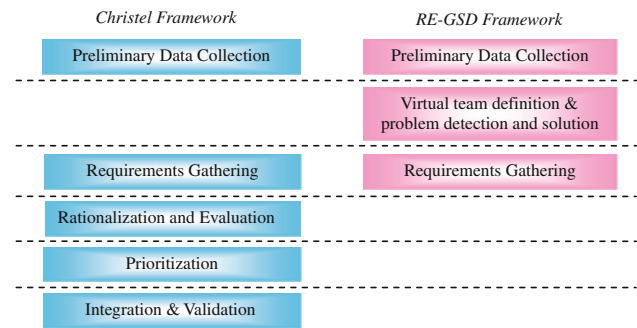 Christel Framework
RE-GSD Framework
Preliminary Data Collection
Preliminary Data Collection
Virtual team definition &
problem detection and solution
Requirements Gathering
Requirements Gathering
Rationalization and Evaluation
Prioritization
Integration & Validation